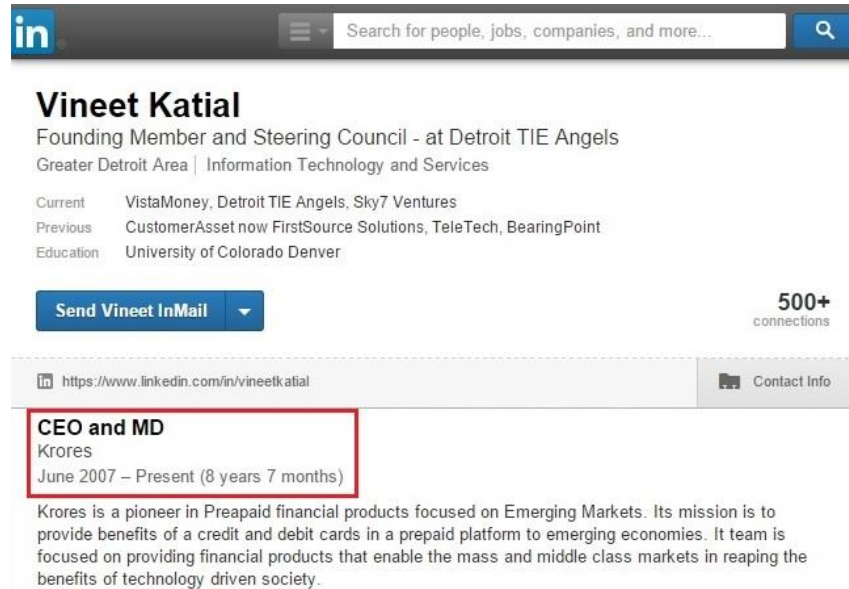 in
Search for people, jobs, companies, and more...
Vineet Katial
Founding Member and Steering Council - at Detroit TIE Angels
Greater Detroit Area | Information Technology and Services
Current VistaMoney, Detroit TIE Angels, Sky7 Ventures
Previous CustomerAsset now FirstSource Solutions, TeleTech, BearingPoint
Education University of Colorado Denver
Send Vineet InMail
500+
connections
in https://www.linkedin.com/in/vineetkatial
Contact Info
CEO and MD
Krores
June 2007 – Present (8 years 7 months)
Krores is a pioneer in Preapaid financial products focused on Emerging Markets. Its mission is to
provide benefits of a credit and debit cards in a prepaid platform to emerging economies. It team is
focused on providing financial products that enable the mass and middle class markets in reaping the
benefits of technology driven society.